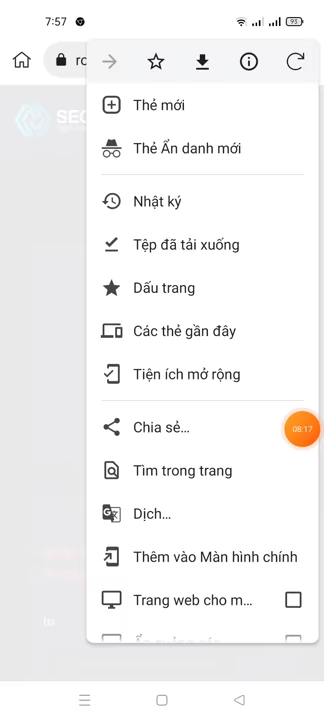 7:57
93
ro
SEO
Thẻ mới
Thẻ Ẩn danh mới
Nhật ký
Tệp đã tải xuống
Dấu trang
Các thẻ gần đây
Tiện ích mở rộng
Chia sẻ...
08:17
Tìm trong trang
Dịch...
Thêm vào Màn hình chính
Trang web cho m...
to